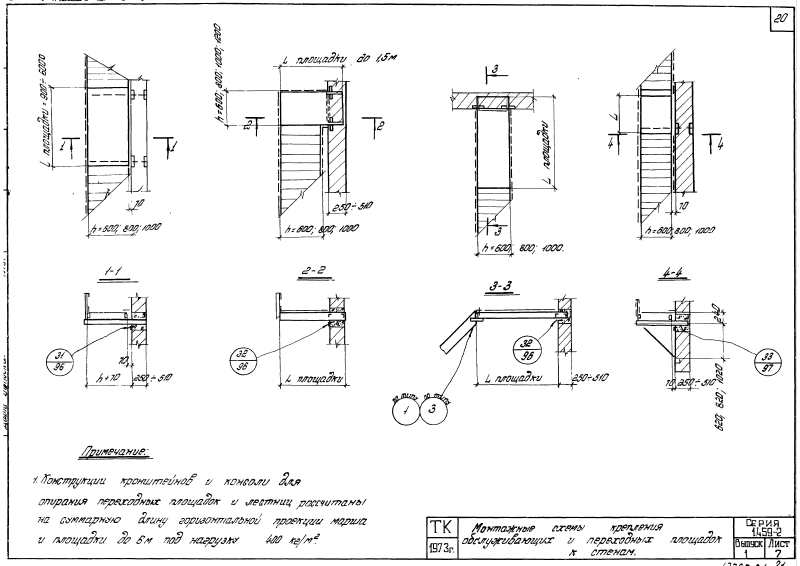 20
L площадки до 1,5м
L площадки = 900÷6000
h=600; 800; 1000; 1200
3
L площадки
L
1
1
2
2
4
4
10
250÷510
3
10
h=600; 800; 1000
h=600; 800; 1000
h=600; 800; 1000.
h=600; 800; 1000
1-1
2-2
3-3
4-4
240
31
96
32
96
32
96
33
97
10
h+10
250÷510
L площадки
L площадки
250÷510
10
250÷510
620; 820; 1020
1
3
Примечание:
1. Конструкции кронштейнов и консоли для
опирания переходных площадок и лестниц рассчитаны
на суммарную длину горизонтальной проекции марша
и площадки до 6м под нагрузку 400 кг/м²
ТК
1973г.
Монтажные схемы крепления
обслуживающих и переходных площадок
к стенам.
Серия
1.459-2
Выпуск
1
Лист
7